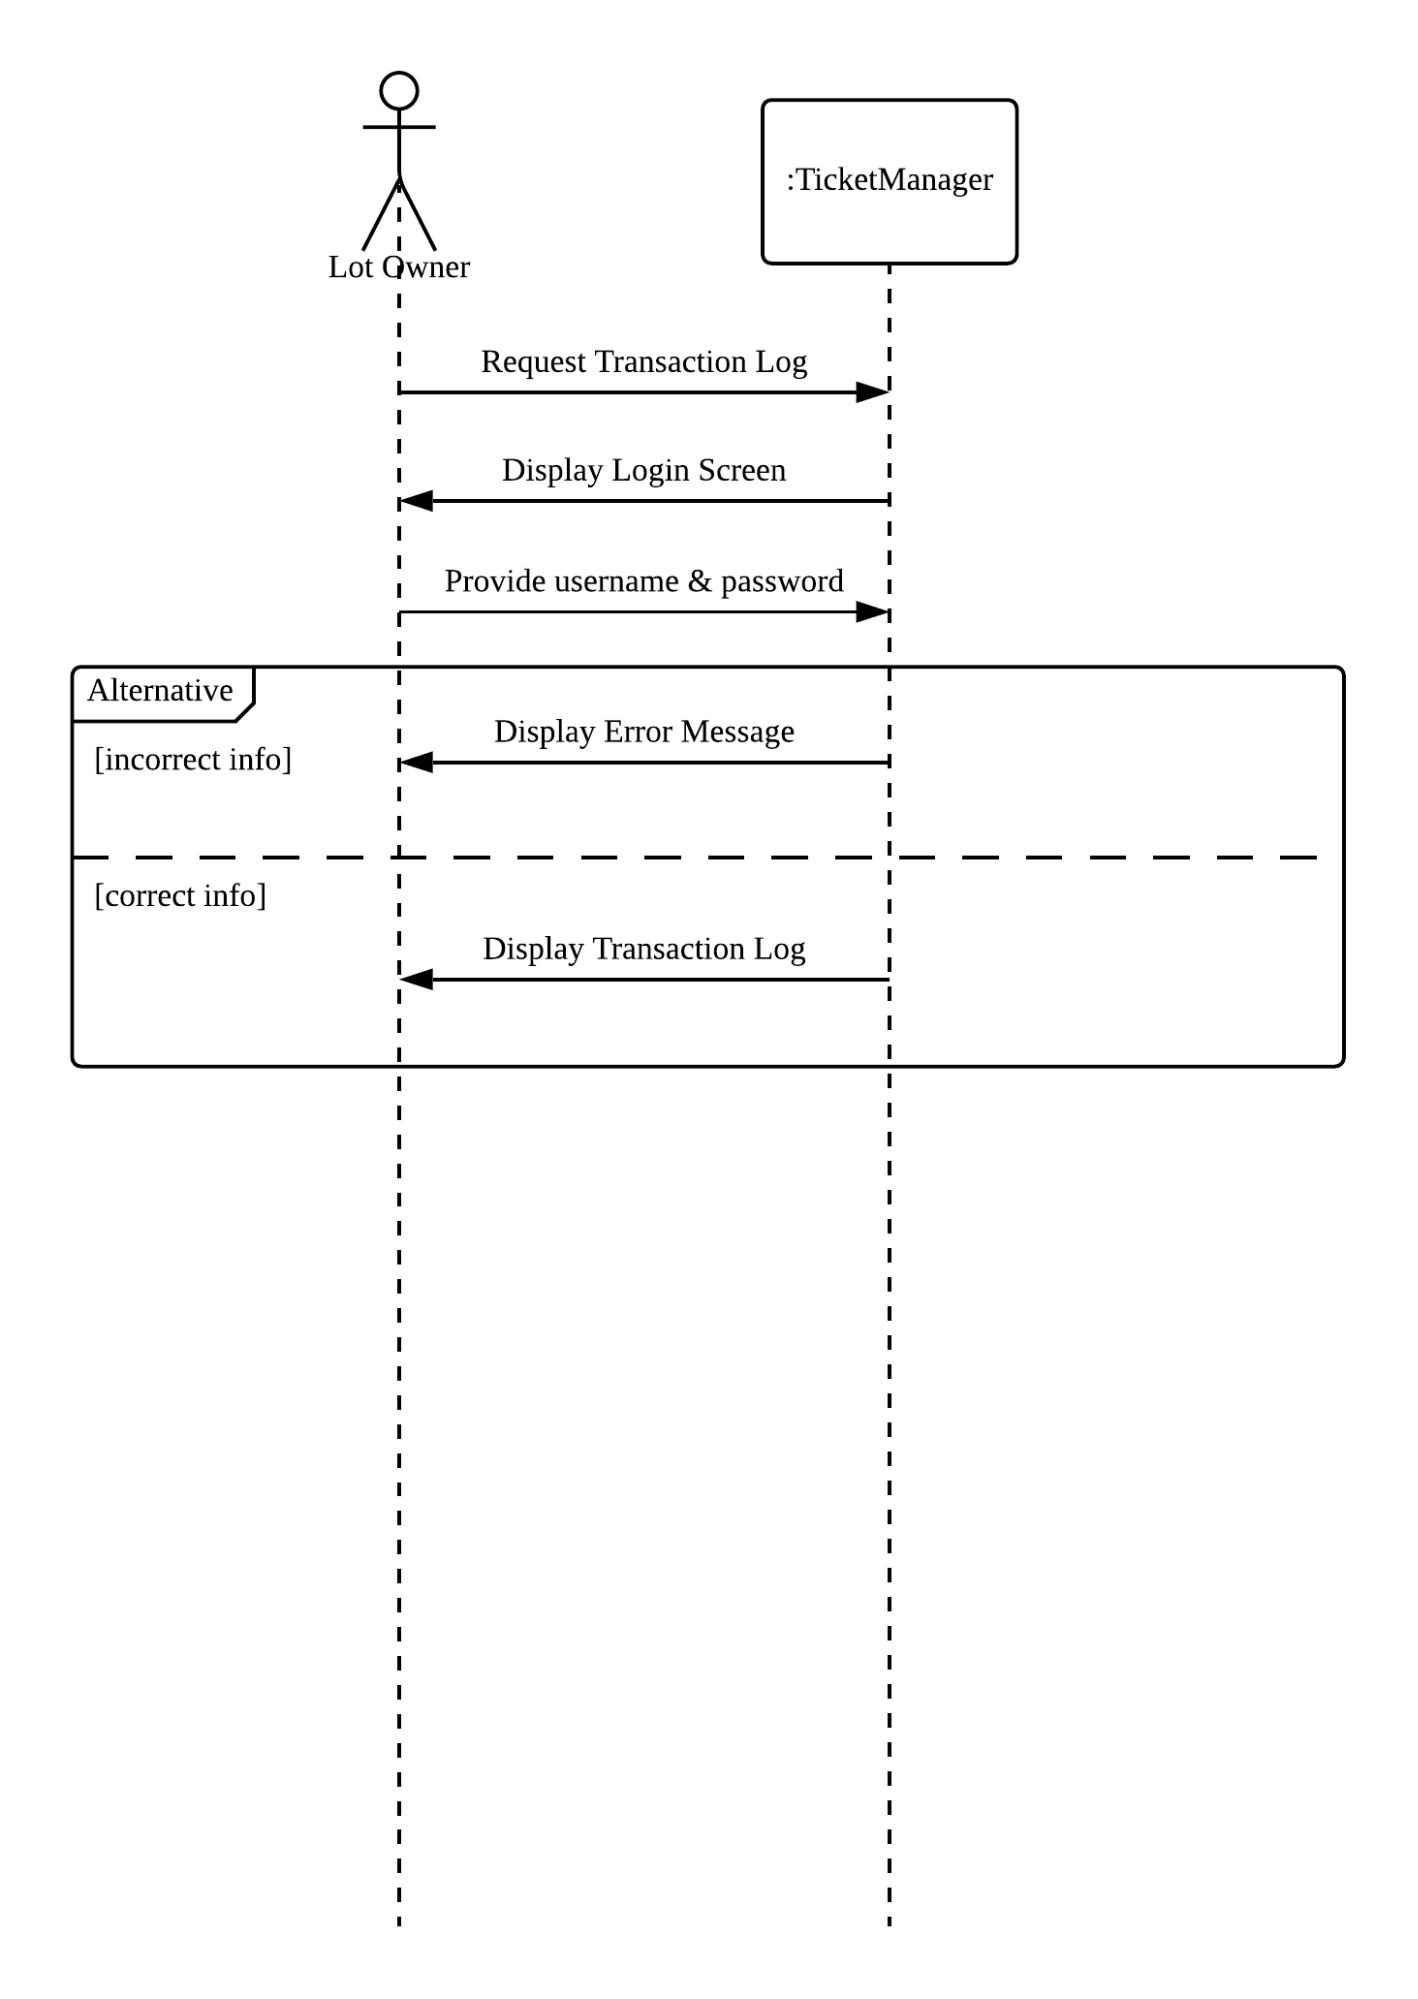 :TicketManager
Lot Owner
Request Transaction Log
Display Login Screen
Provide username & password
Alternative
Display Error Message
[incorrect info]
[correct info]
Display Transaction Log